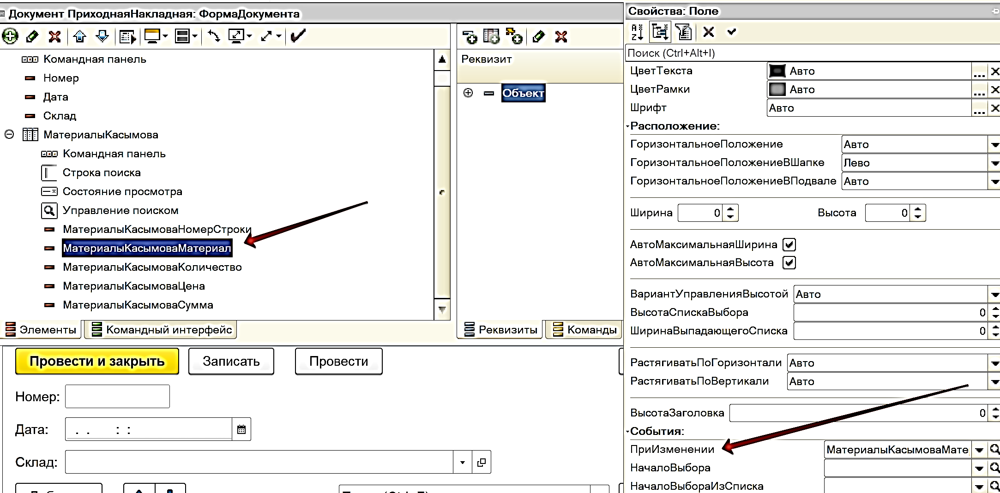 Документ ПриходнаяНакладная: ФормаДокумента
Командная панель
Номер
Дата
Склад
МатериалыКасымова
Командная панель
Строка поиска
Состояние просмотра
Управление поиском
МатериалыКасымоваНомерСтроки
МатериалыКасымоваМатериал
МатериалыКасымоваКоличество
МатериалыКасымоваЦена
МатериалыКасымоваСумма
Элементы
Командный интерфейс
Реквизит
Объект
Реквизиты
Команды
Провести и закрыть
Записать
Провести
Номер:
Дата: . . : :
Склад:
Свойства: Поле
Поиск (Ctrl+Alt+I)
ЦветТекста Авто ...
ЦветРамки Авто ...
Шрифт Авто ...
Расположение:
ГоризонтальноеПоложение Авто
ГоризонтальноеПоложениеВШапке Лево
ГоризонтальноеПоложениеВПодвале Авто
Ширина 0 Высота 0
АвтоМаксимальнаяШирина
АвтоМаксимальнаяВысота
ВариантУправленияВысотой Авто
ВысотаСпискаВыбора 0
ШиринаВыпадающегоСписка 0
РастягиватьПоГоризонтали Авто
РастягиватьПоВертикали Авто
ВысотаЗаголовка 0
События:
ПриИзменении МатериалыКасымоваМате
НачалоВыбора
НачалоВыбораИзСписка